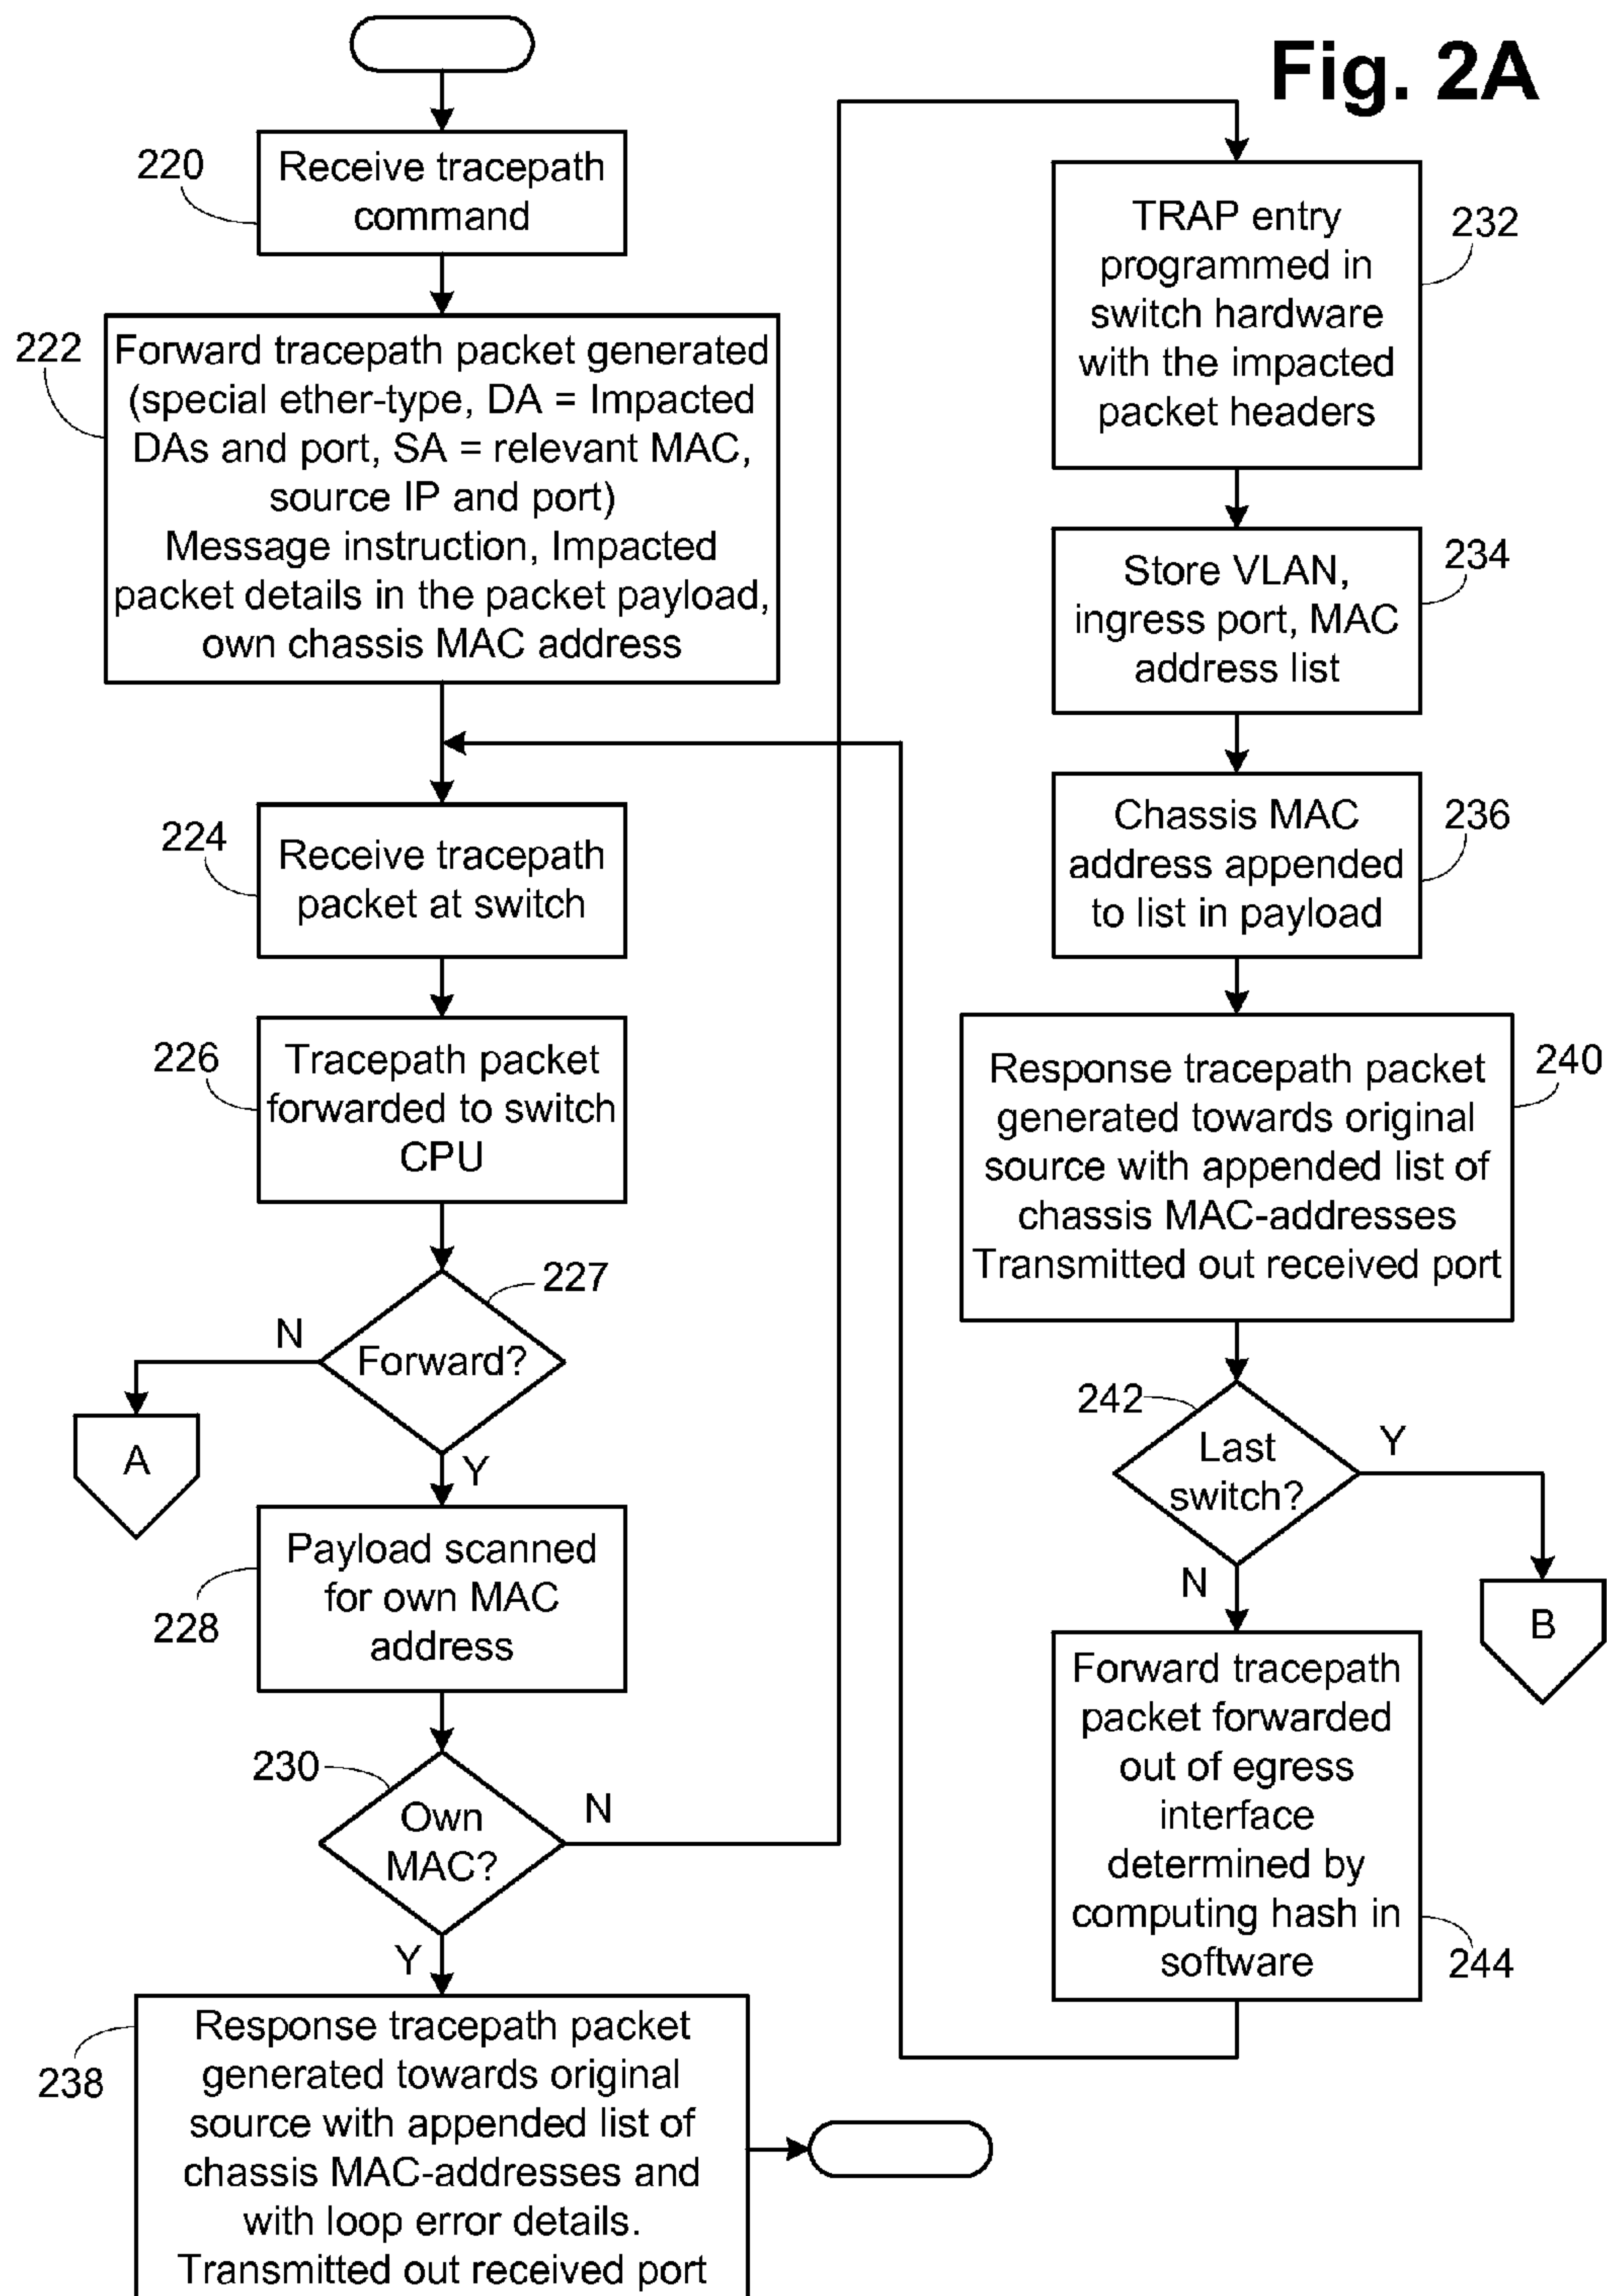 Fig. 2A
220
Receive tracepath
command
222
Forward tracepath packet generated
(special ether-type, DA = Impacted
DAs and port, SA = relevant MAC,
source IP and port)
Message instruction, Impacted
packet details in the packet payload,
own chassis MAC address
224
Receive tracepath
packet at switch
226
Tracepath packet
forwarded to switch
CPU
227
Forward?
N
A
Y
228
Payload scanned
for own MAC
address
230
Own
MAC?
N
Y
238
Response tracepath packet
generated towards original
source with appended list of
chassis MAC-addresses and
with loop error details.
Transmitted out received port
232
TRAP entry
programmed in
switch hardware
with the impacted
packet headers
234
Store VLAN,
ingress port, MAC
address list
236
Chassis MAC
address appended
to list in payload
240
Response tracepath packet
generated towards original
source with appended list of
chassis MAC-addresses
Transmitted out received port
242
Last
switch?
Y
B
N
Forward tracepath
packet forwarded
out of egress
interface
determined by
computing hash in
software
244